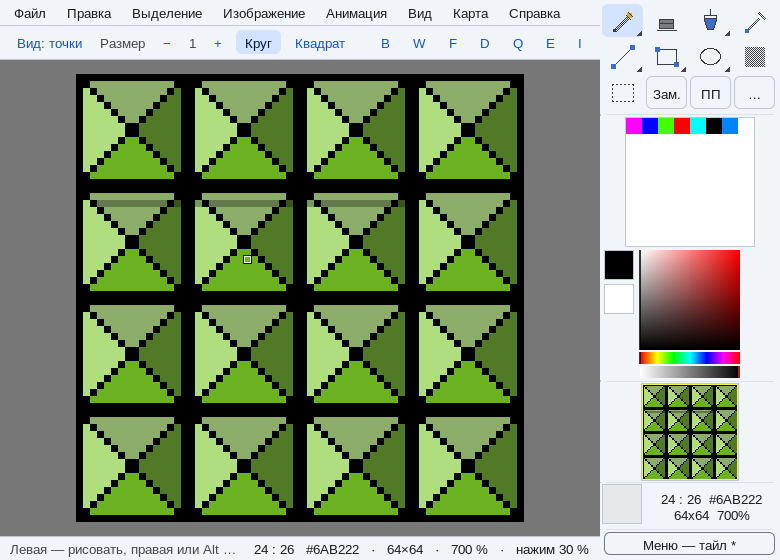 Файл Правка Выделение Изображение Анимация Вид Карта Справка
Вид: точки Размер − 1 + Круг Квадрат B W F D Q E I
Зам. ПП ...
24 : 26 #6AB222
64x64 700%
Левая — рисовать, правая или Alt ... 24 : 26 #6AB222 · 64×64 · 700 % · нажим 30 %
Меню — тайл *